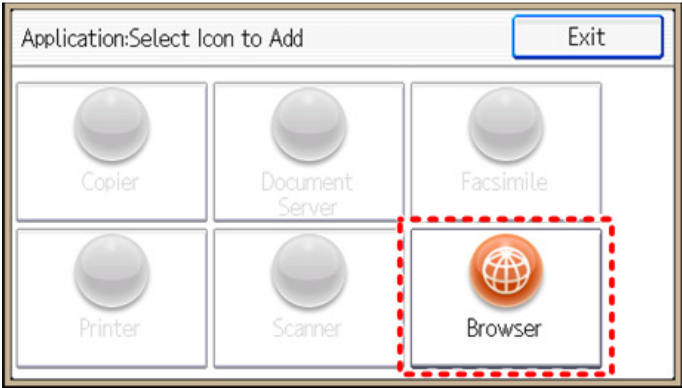 Application:Select Icon to Add
Exit
Copier
Document
Server
Facsimile
Printer
Scanner
Browser